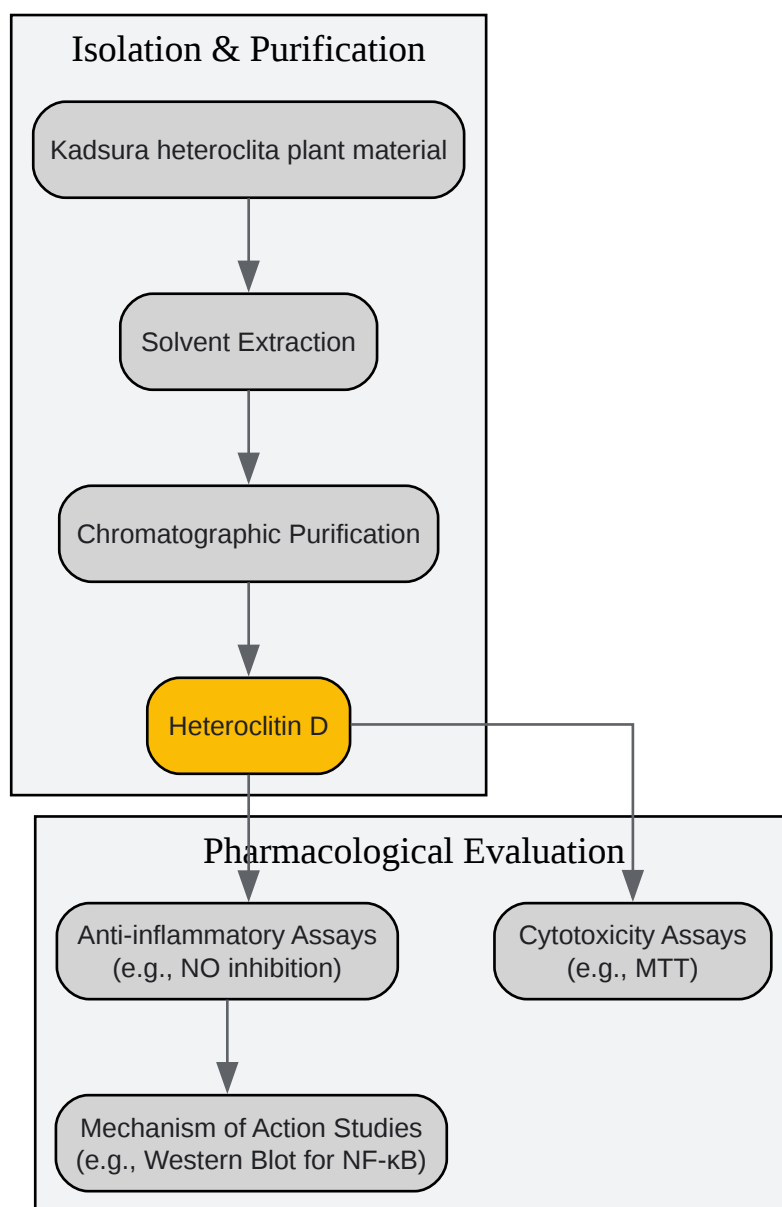 Isolation & Purification
Kadsura heteroclita plant material
Solvent Extraction
Chromatographic Purification
Heteroclitin D
Pharmacological Evaluation
Anti-inflammatory Assays
(e.g., NO inhibition)
Cytotoxicity Assays
(e.g., MTT)
Mechanism of Action Studies
(e.g., Western Blot for NF-κB)